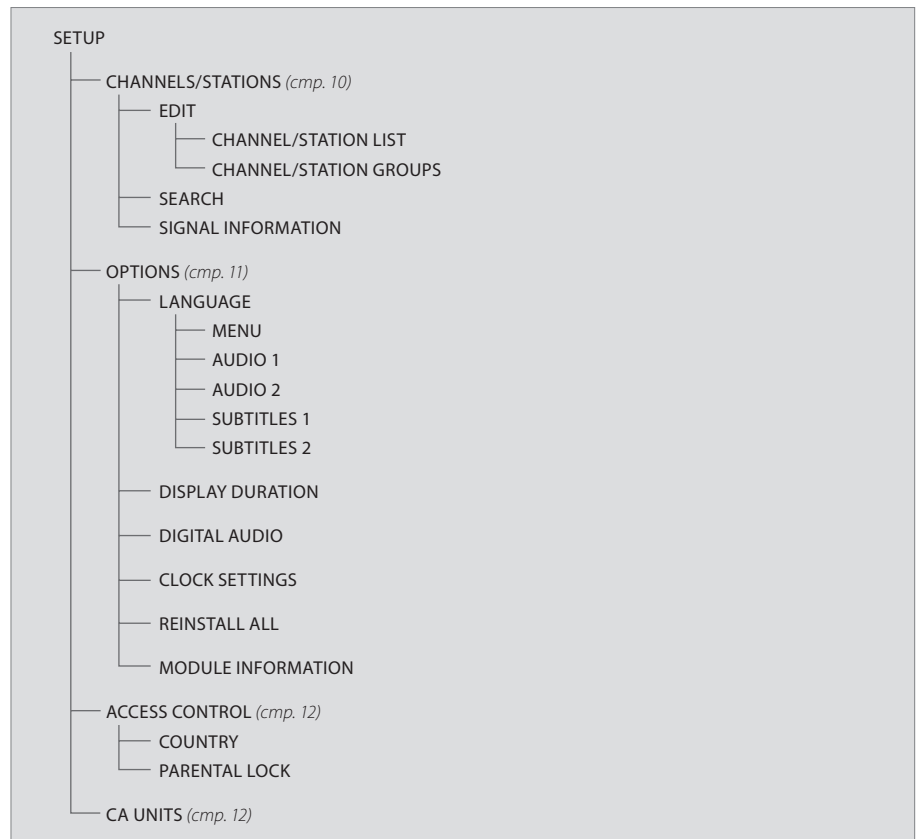 SETUP
CHANNELS/STATIONS (cmp. 10)
EDIT
CHANNEL/STATION LIST
CHANNEL/STATION GROUPS
SEARCH
SIGNAL INFORMATION
OPTIONS (cmp. 11)
LANGUAGE
MENU
AUDIO 1
AUDIO 2
SUBTITLES 1
SUBTITLES 2
DISPLAY DURATION
DIGITAL AUDIO
CLOCK SETTINGS
REINSTALL ALL
MODULE INFORMATION
ACCESS CONTROL (cmp. 12)
COUNTRY
PARENTAL LOCK
CA UNITS (cmp. 12)